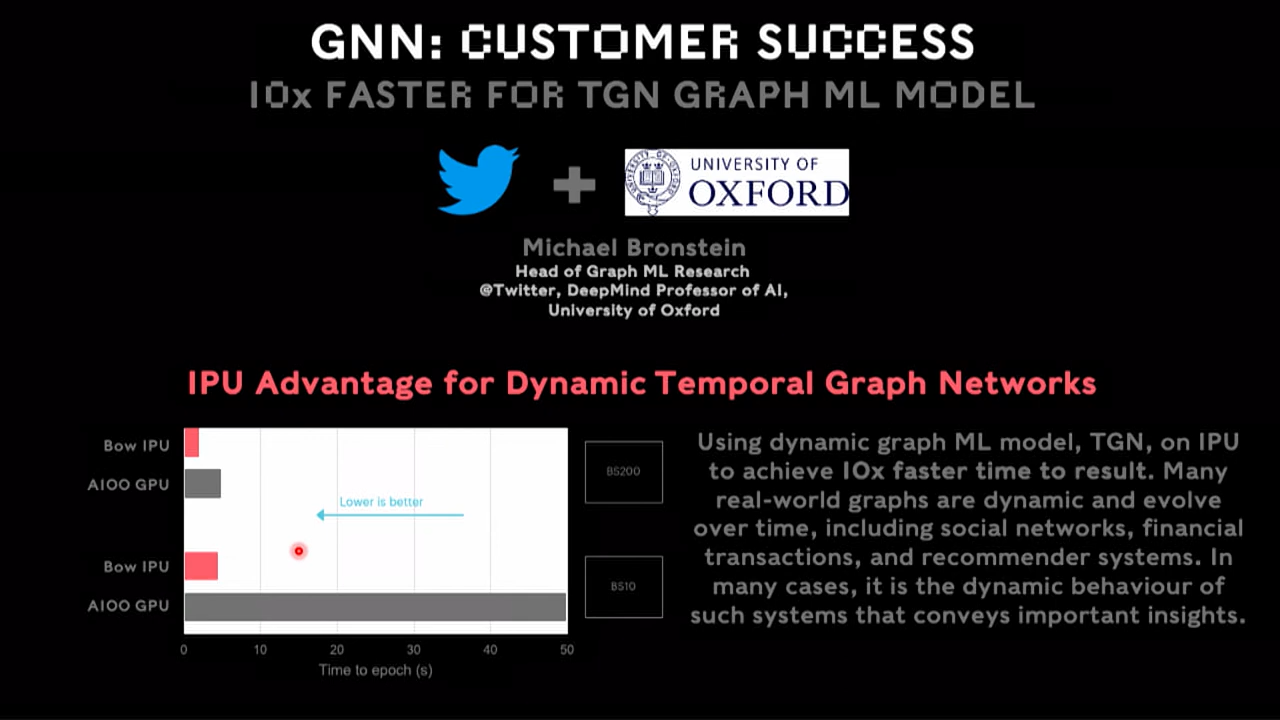 GNN: CUSTOMER SUCCESS
10x FASTER FOR TGN GRAPH ML MODEL
UNIVERSITY OF
OXFORD
Michael Bronstein
Head of Graph ML Research
@Twitter, DeepMind Professor of AI,
University of Oxford
IPU Advantage for Dynamic Temporal Graph Networks
Bow IPU
A100 GPU
Lower is better
Bow IPU
A100 GPU
0 10 20 30 40 50
Time to epoch (s)
BS200
BS10
Using dynamic graph ML model, TGN, on IPU
to achieve 10x faster time to result. Many
real-world graphs are dynamic and evolve
over time, including social networks, financial
transactions, and recommender systems. In
many cases, it is the dynamic behaviour of
such systems that conveys important insights.